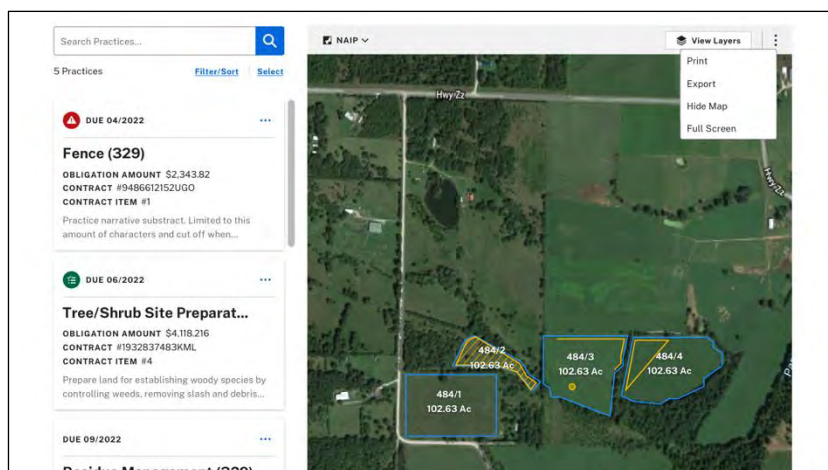 Search Practices...
5 Practices
Filter/Sort
Select
DUE 04/2022
Fence (329)
OBLIGATION AMOUNT $2,343.82
CONTRACT #9486612152UGO
CONTRACT ITEM #1
Practice narrative substract. Limited to this
amount of characters and cut off when...
DUE 06/2022
Tree/Shrub Site Preparat...
OBLIGATION AMOUNT $4,118.216
CONTRACT #1932837483KML
CONTRACT ITEM #4
Prepare land for establishing woody species by
controlling weeds, removing slash and debris...
DUE 09/2022
Residue Management (329)
NAIP
View Layers
Print
Export
Hide Map
Full Screen
Hwy Zz
Hwy Zz
484/2
102.63 Ac
484/3
102.63 Ac
484/4
102.63 Ac
484/1
102.63 Ac